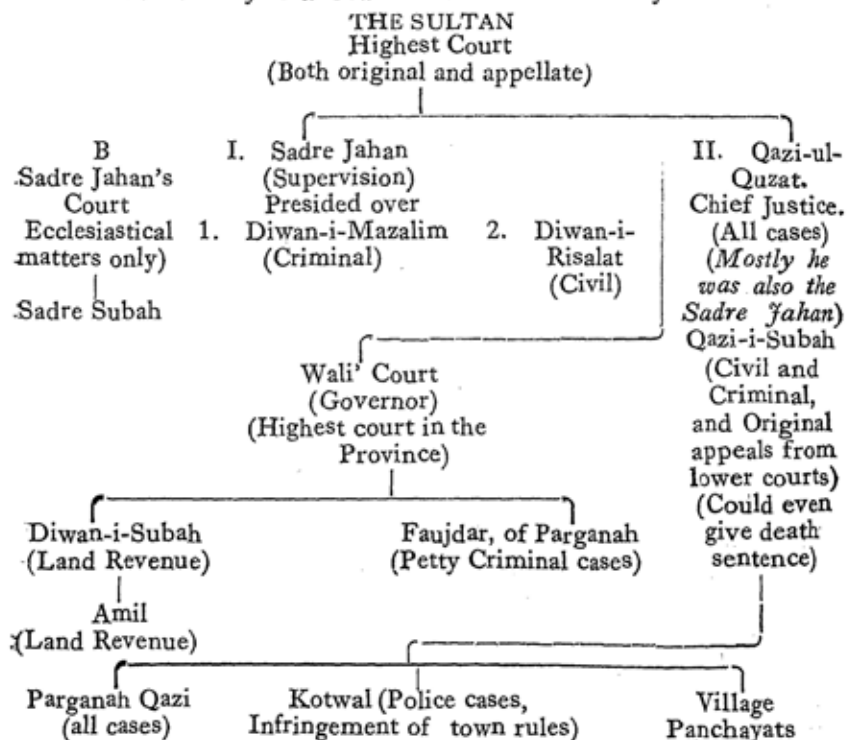 THE SULTAN
Highest Court
(Both original and appellate)
B
Sadre Jahan's
Court
Ecclesiastical
matters only)
Sadre Subah
I. Sadre Jahan
(Supervision)
Presided over
1. Diwan-i-Mazalim
(Criminal)
2. Diwan-i-
Risalat
(Civil)
II. Qazi-ul-
Quzat.
Chief Justice.
(All cases)
(Mostly he
was also the
Sadre Jahan)
Qazi-i-Subah
(Civil and
Criminal,
and Original
appeals from
lower courts)
(Could even
give death
sentence)
Wali' Court
(Governor)
(Highest court in the
Province)
Diwan-i-Subah
(Land Revenue)
Faujdar, of Parganah
(Petty Criminal cases)
Amil
(Land Revenue)
Parganah Qazi
(all cases)
Kotwal (Police cases,
Infringement of town rules)
Village
Panchayats